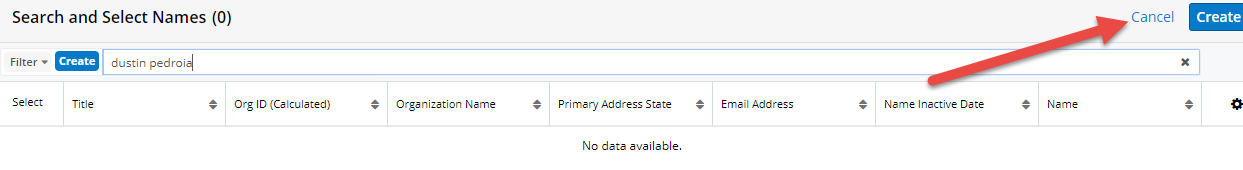 Search and Select Names (0)
Cancel
Create
Filter
Create
dustin pedroia
Select
Title
Org ID (Calculated)
Organization Name
Primary Address State
Email Address
Name Inactive Date
Name
No data available.